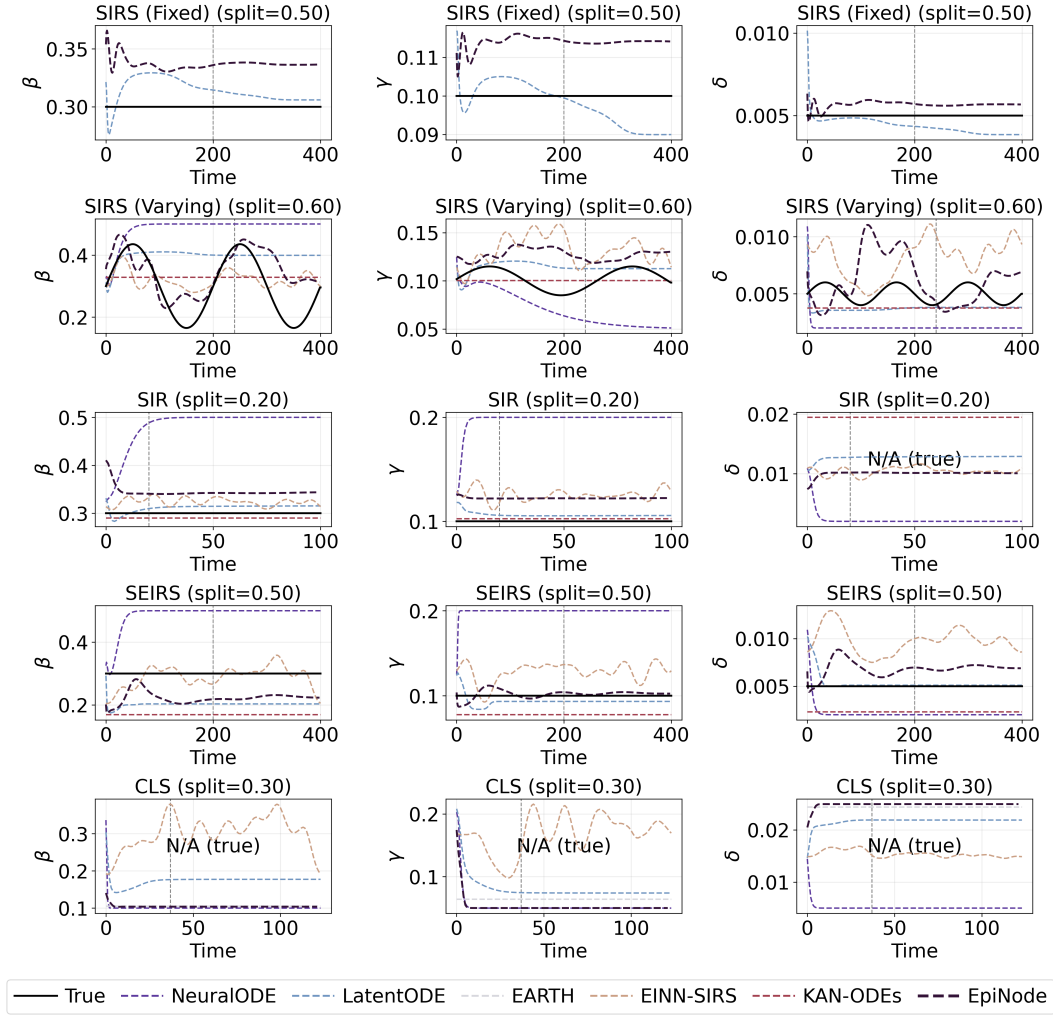 SIRS (Fixed) (split=0.50)
β
0.35
0.30
0 200 400
Time
SIRS (Fixed) (split=0.50)
γ
0.11
0.10
0.09
0 200 400
Time
SIRS (Fixed) (split=0.50)
δ
0.010
0.005
0 200 400
Time
SIRS (Varying) (split=0.60)
β
0.4
0.2
0 200 400
Time
SIRS (Varying) (split=0.60)
γ
0.15
0.10
0.05
0 200 400
Time
SIRS (Varying) (split=0.60)
δ
0.010
0.005
0 200 400
Time
SIR (split=0.20)
β
0.5
0.4
0.3
0 50 100
Time
SIR (split=0.20)
γ
0.2
0.1
0 50 100
Time
SIR (split=0.20)
δ
0.02
0.01
N/A (true)
0 50 100
Time
SEIRS (split=0.50)
β
0.4
0.2
0 200 400
Time
SEIRS (split=0.50)
γ
0.2
0.1
0 200 400
Time
SEIRS (split=0.50)
δ
0.010
0.005
0 200 400
Time
CLS (split=0.30)
β
0.3
0.2
0.1
N/A (true)
0 50 100
Time
CLS (split=0.30)
γ
0.2
0.1
N/A (true)
0 50 100
Time
CLS (split=0.30)
δ
0.02
0.01
N/A (true)
0 50 100
Time
True NeuralODE LatentODE EARTH EINN-SIRS KAN-ODEs EpiNode